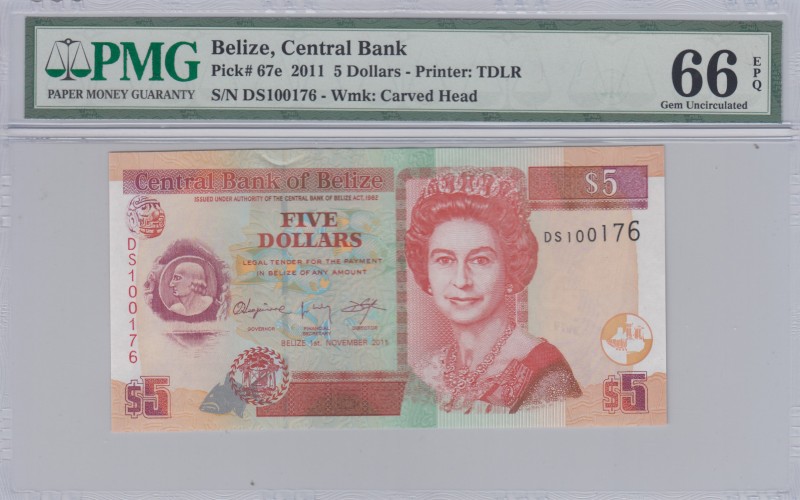 PMG
PAPER MONEY GUARANTY
Belize, Central Bank
Pick# 67e 2011 5 Dollars - Printer: TDLR
S/N DS100176 - Wmk: Carved Head
66 EPQ
Gem Uncirculated
Central Bank of Belize
$5
ISSUED UNDER AUTHORITY OF THE CENTRAL BANK OF BELIZE ACT, 1982
FIVE
DOLLARS
DS100176
LEGAL TENDER FOR THE PAYMENT
IN BELIZE OF ANY AMOUNT
DS100176
GOVERNOR FINANCIAL SECRETARY DIRECTOR
BELIZE 1st. NOVEMBER 2015
$5
$5